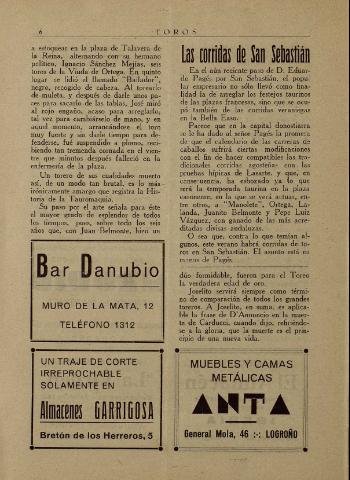 6
TOROS
a estoquear en la plaza de Talavera de
la Reina, alternando con su hermano
político, Ignacio Sánchez Mejías, seis
toros de la Viuda de Ortega. En quinto
lugar se lidió el llamado "Bailador",
negro, recogido de cabeza. Al tornarlo
de muleta, y después de darle unos pa-
ses para sacarlo de las tablas, José miró
al rojo engaño, acaso para arreglarlo,
tal vez para cambiárselo de mano, y en
aquel momento, arrancándose el toro
muy fuerte y sin darle tiempo para de-
fenderse, fué suspendido a plomo, reci-
biendo tan tremenda cornada en el vien-
tre que minutos después falleció en la
enfermería de la plaza.
Un torero de sus cualidades muerto
así, de un modo tan brutal, es lo más
irónicamente amargo que registra la His-
toria de la Tauromaquia.
Su paso por el arte señala para éste
el mayor grado de esplendor de todos
los tiempos, pues, sobre todo los seis
años que, con Juan Belmonte, hizo un
Bar Danubio
MURO DE LA MATA, 12
TELÉFONO 1312
UN TRAJE DE CORTE
IRREPROCHABLE
SOLAMENTE EN
Almacenes GARRIGOSA
Bretón de los Herreros, 5
Las corridas de San Sebastián
En el aún reciente paso de D. Eduar-
do Pagés por San Sebastián, el popu-
lar empresario no sólo llevó como fina-
lidad la de arreglar los festejos taurinos
de las plazas francesas, sino que se ocu-
pó también de las corridas veraniegas
en la Bella Easo.
Parece que en la capital donostiarra
se le ha dado al señor Pagés la promesa
de que el calendario de las carreras de
caballos sufrirá ciertas modificaciones
con el fin de hacer compatibles las tra-
dicionales corridas agosteñas con las
pruebas hípicas de Lasarte, y que, en
consecuencia, ha esbozado ya lo que
será la temporada taurina en la plaza
easonense, en la que se verá actuar, en-
tre otros, a "Manolete", Ortega, La-
landa, Juanito Belmonte y Pepe Luis
Vázquez, con ganado de las más acre-
ditadas divisas andaluzas.
O sea que, contra lo que temían al-
gunos, este verano habrá corridas de to-
ros en San Sebastián. El asunto está en
manos de Pagés.
dúo formidable, fueron para el Toreo
la verdadera edad de oro.
Joselito servirá siempre como térmi-
no de comparación de todos los grandes
toreros. A Joselito, en suma, es aplica-
ble la frase de D'Annunzio en la muer-
te de Carducci, cuando dijo, refiriéndo-
se a la gloria, que la muerte es el prin-
cipio de una nueva vida.
MUEBLES Y CAMAS
METÁLICAS
ANTA
General Mola, 46 :-: LOGROÑO